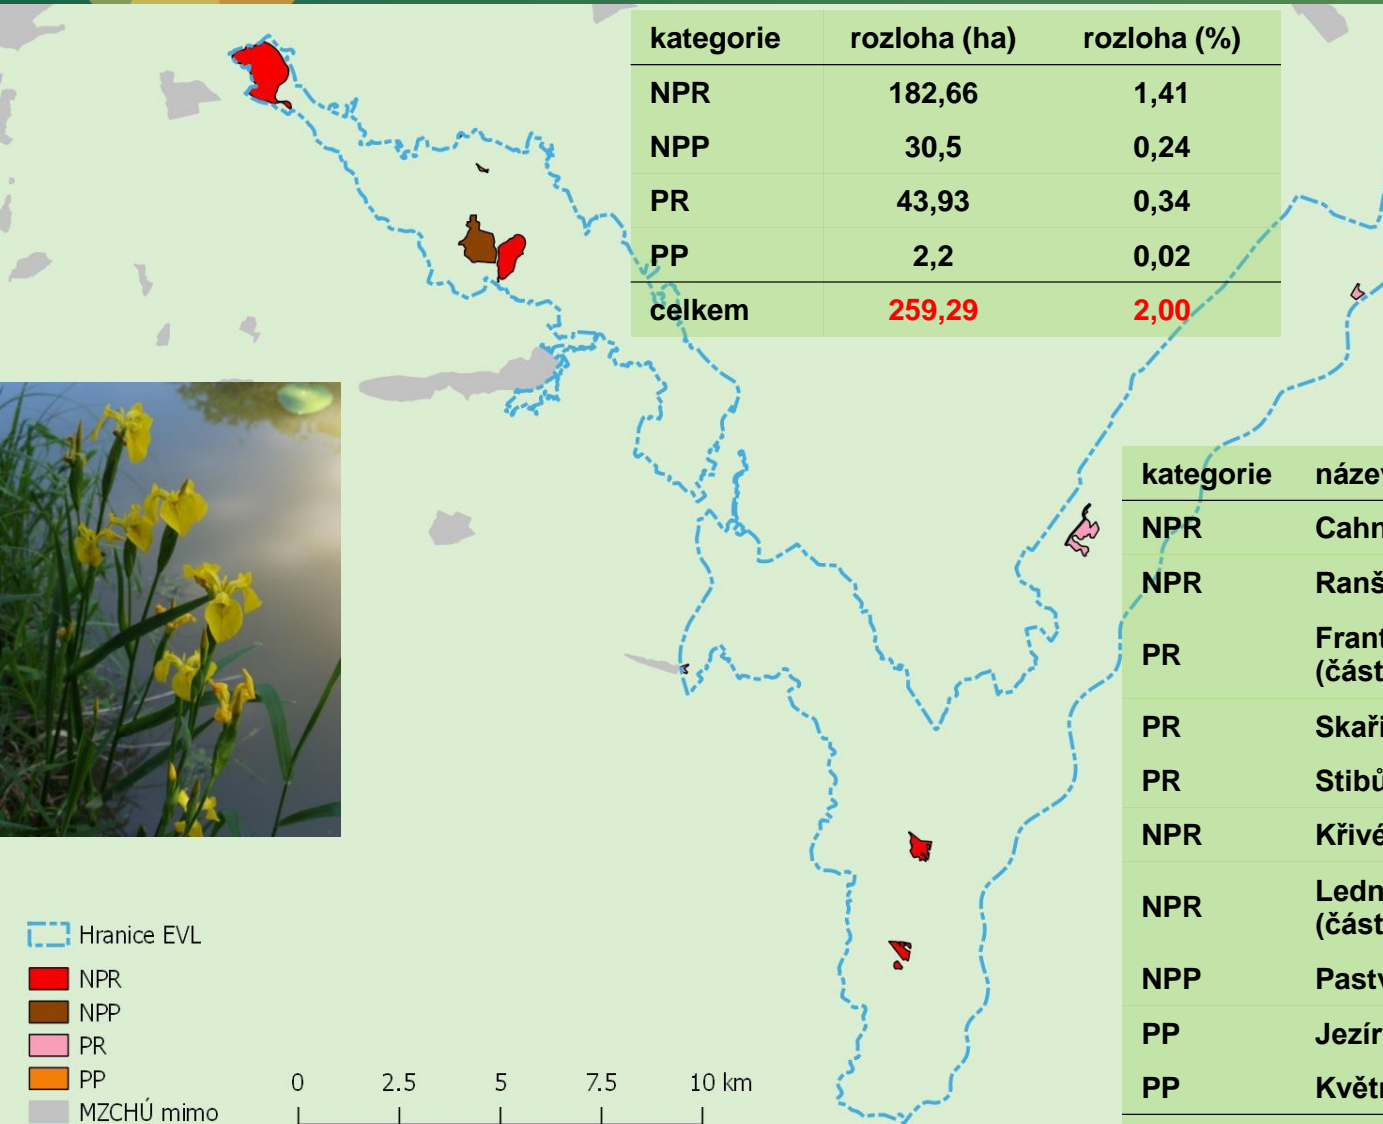 kategorie rozloha (ha) rozloha (%)
NPR 182,66 1,41
NPP 30,5 0,24
PR 43,93 0,34
PP 2,2 0,02
celkem 259,29 2,00
kategorie
NPR
NPR
PR
PR
PR
NPR
NPR
NPP
PP
PP
Hranice EVL
NPR
NPP
PR
PP
MZCHÚ mimo
0 2.5 5 7.5 10 km